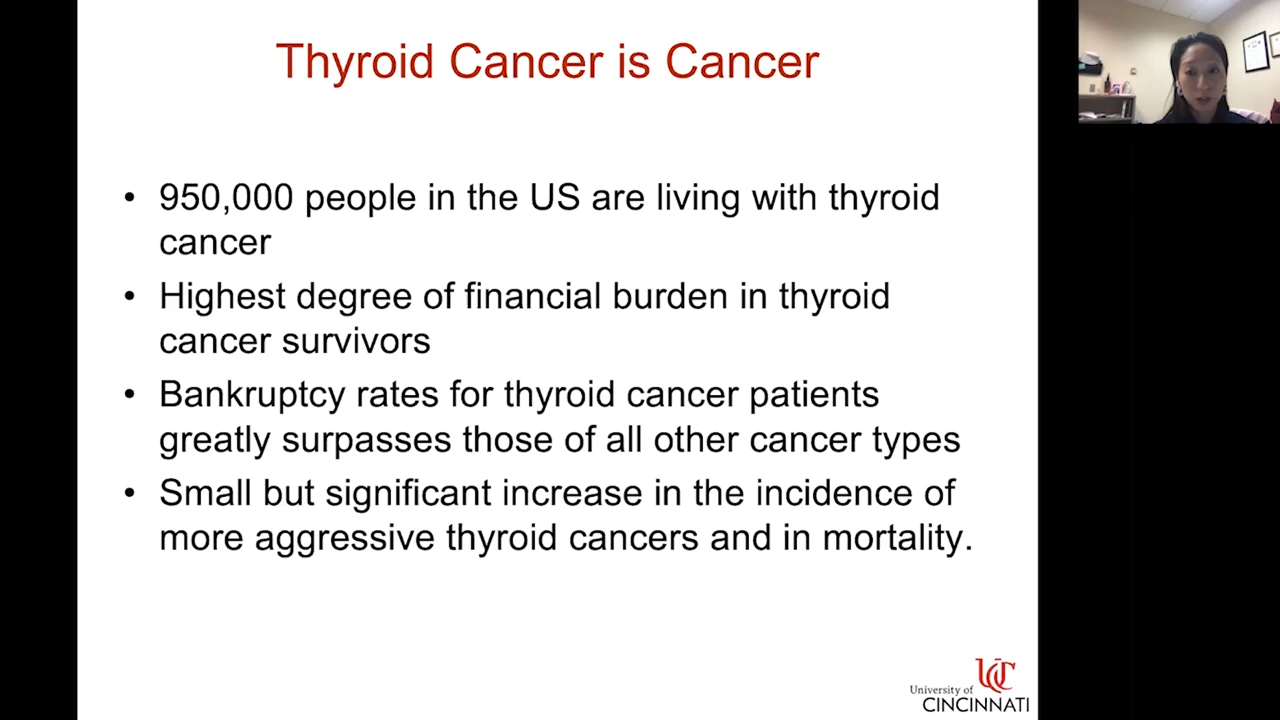 Thyroid Cancer is Cancer
• 950,000 people in the US are living with thyroid
cancer
• Highest degree of financial burden in thyroid
cancer survivors
• Bankruptcy rates for thyroid cancer patients
greatly surpasses those of all other cancer types
• Small but significant increase in the incidence of
more aggressive thyroid cancers and in mortality.
UC
University of
CINCINNATI